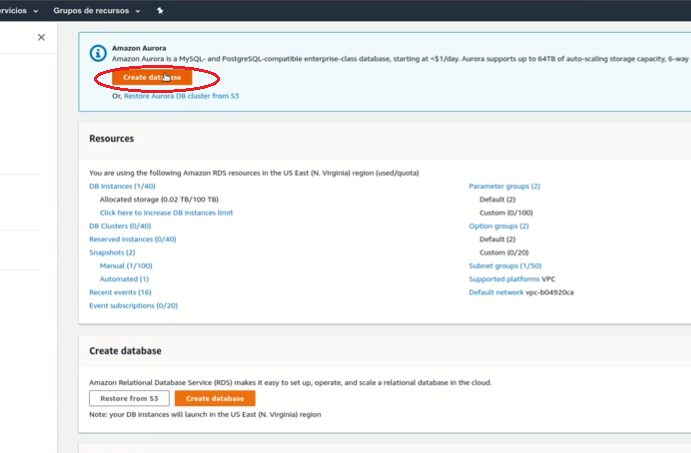 ervicios Grupos de recursos
Amazon Aurora
Amazon Aurora is a MySQL- and PostgreSQL-compatible enterprise-class database, starting at <$1/day. Aurora supports up to 64TB of auto-scaling storage capacity, 6-way
Create database
Or, Restore Aurora DB cluster from S3
Resources
You are using the following Amazon RDS resources in the US East (N. Virginia) region (used/quota)
DB Instances (1/40)
Allocated storage (0.02 TB/100 TB)
Click here to increase DB instances limit
DB Clusters (0/40)
Reserved instances (0/40)
Snapshots (2)
Manual (1/100)
Automated (1)
Recent events (16)
Event subscriptions (0/20)
Parameter groups (2)
Default (2)
Custom (0/100)
Option groups (2)
Default (2)
Custom (0/20)
Subnet groups (1/50)
Supported platforms VPC
Default network vpc-b04920ca
Create database
Amazon Relational Database Service (RDS) makes it easy to set up, operate, and scale a relational database in the cloud.
Restore from S3 Create database
Note: your DB instances will launch in the US East (N. Virginia) region